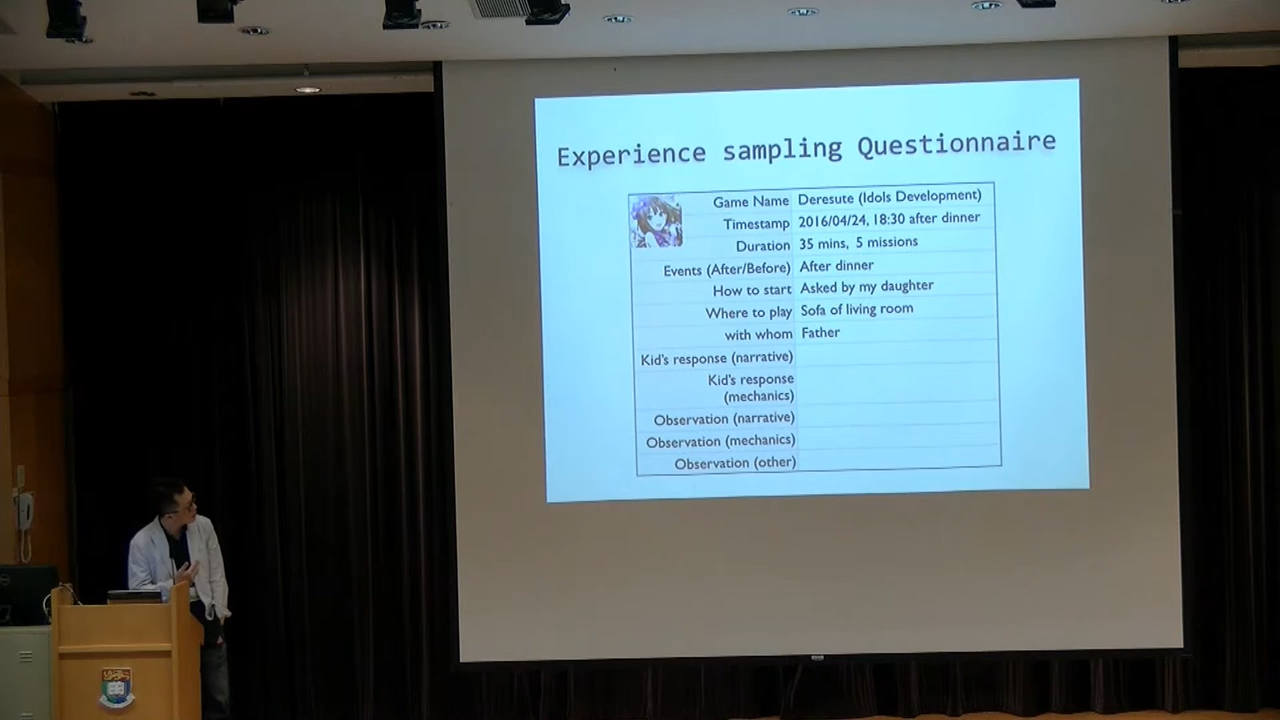 Experience sampling Questionnaire
Game Name Deresute (Idols Development)
Timestamp 2016/04/24, 18:30 after dinner
Duration 35 mins, 5 missions
Events (After/Before) After dinner
How to start Asked by my daughter
Where to play Sofa of living room
with whom Father
Kid's response (narrative)
Kid's response
(mechanics)
Observation (narrative)
Observation (mechanics)
Observation (other)